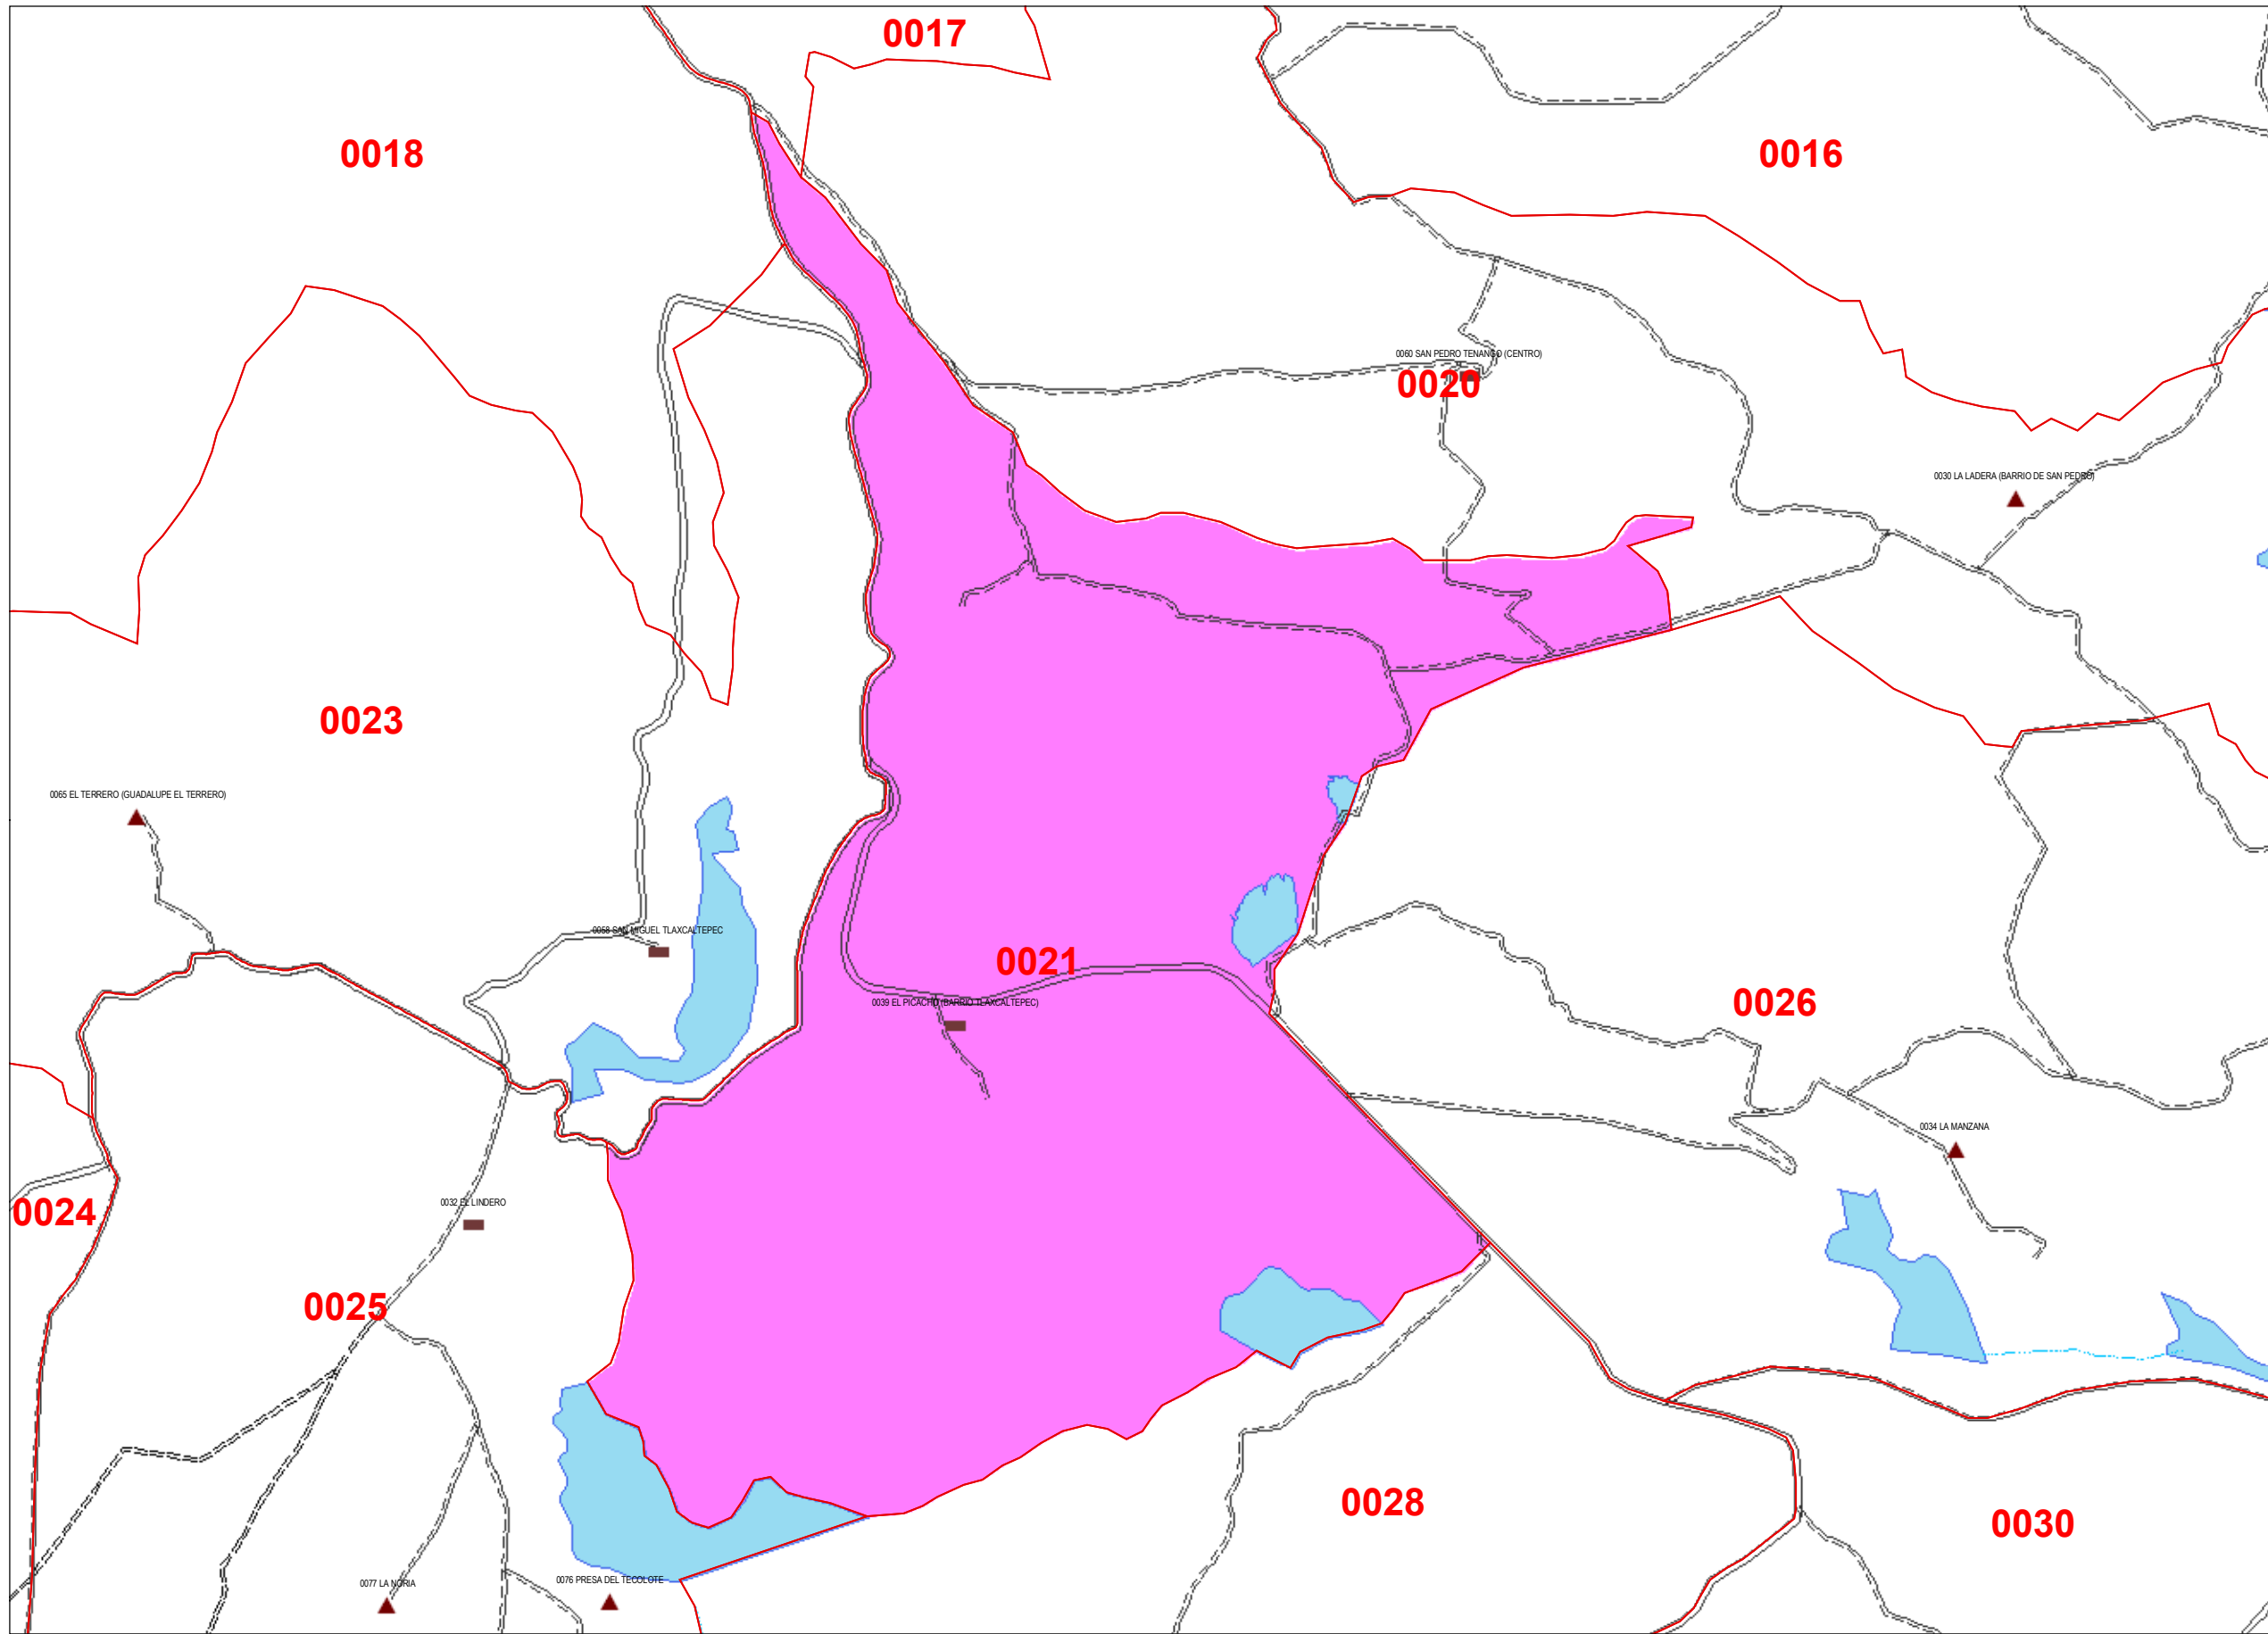 0017
0018
0016
0060 SAN PEDRO TENANGO (CENTRO)
0020
0030 LA LADERA (BARRIO DE SAN PEDRO)
0023
0065 EL TERRERO (GUADALUPE EL TERRERO)
0058 SAN MIGUEL TLAXCALTEPEC
0021
0039 EL PICACHO (BARRIO TLAXCALTEPEC)
0026
0034 LA MANZANA
0032 EL LINDERO
0024
0025
0028
0030
0077 LA NORIA
0076 PRESA DEL TECOLOTE